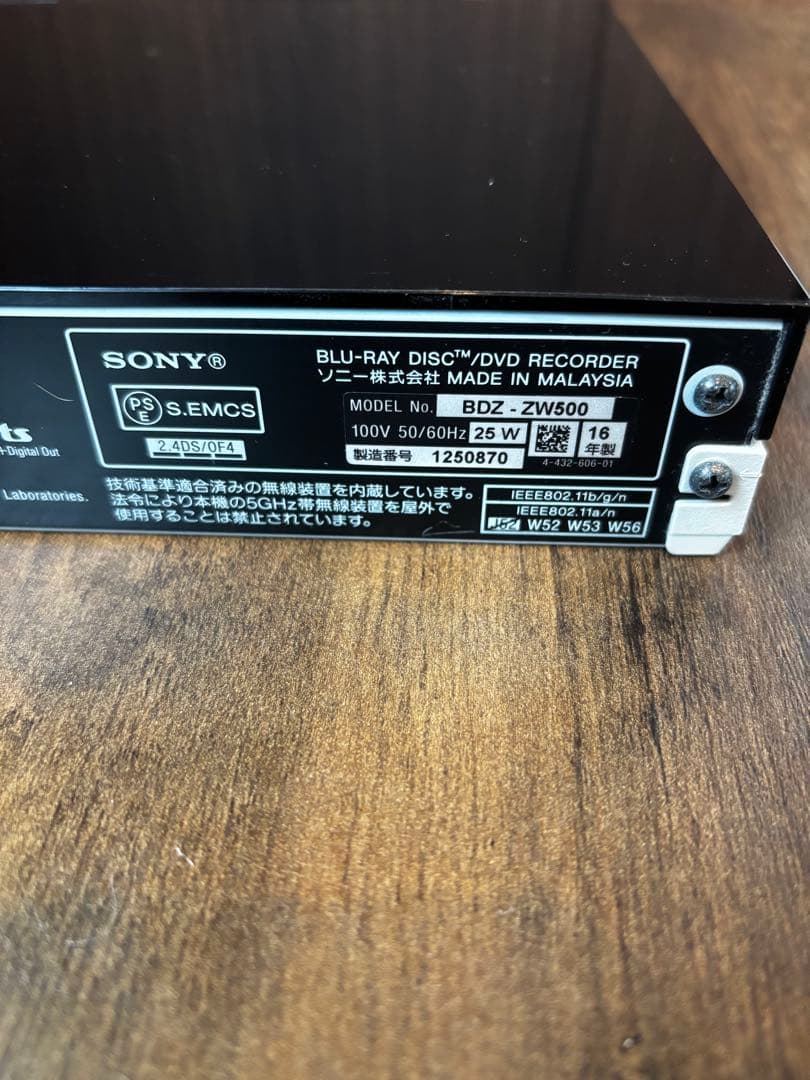 SONY®
BLU-RAY DISC™/DVD RECORDER
ソニー株式会社 MADE IN MALAYSIA
PSE S.EMCS
MODEL No. BDZ - ZW500
2.4DS/OF4
100V 50/60Hz 25 W
16年製
製造番号 1250870
4-432-606-01
ts
Digital Out
Laboratories.
技術基準適合済みの無線装置を内蔵しています。
法令により本機の5GHz帯無線装置を屋外で
使用することは禁止されています。
IEEE802.11b/g/n
IEEE802.11a/n
J52 W52 W53 W56